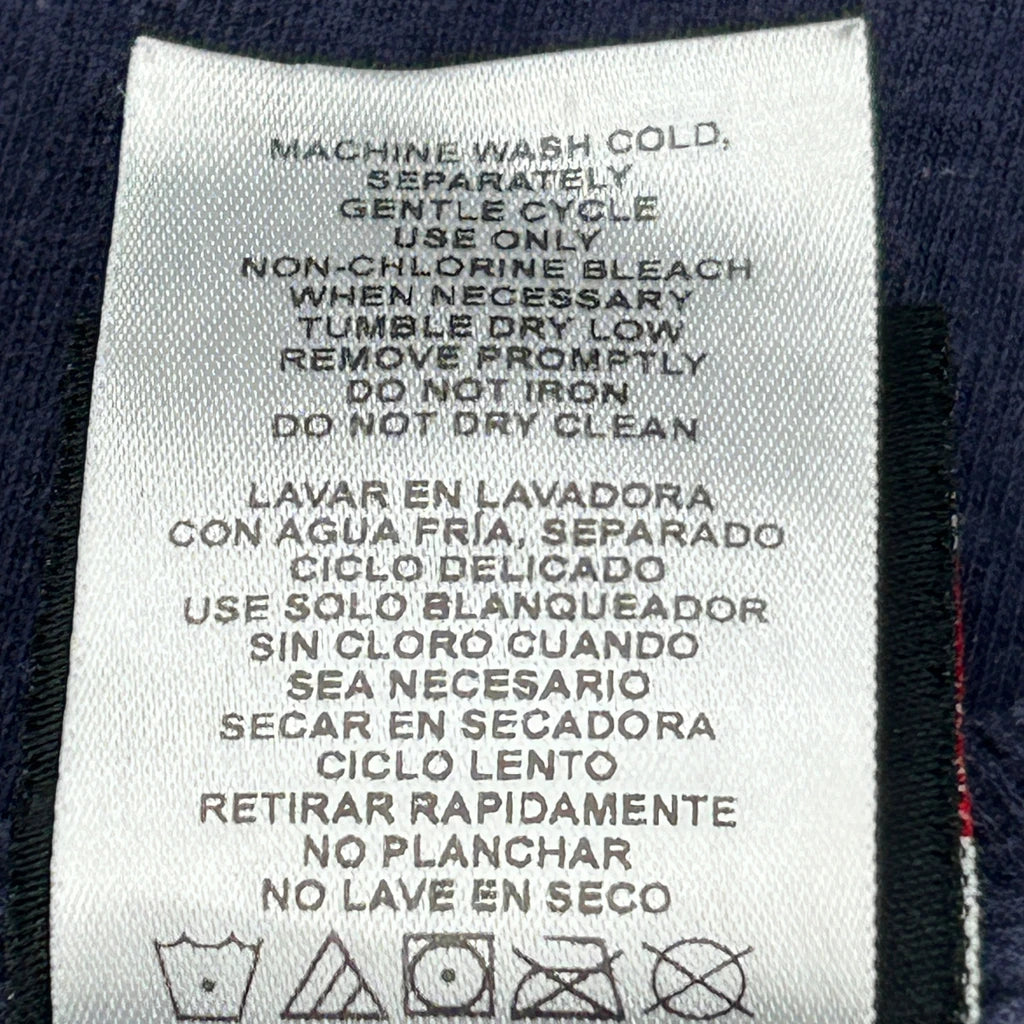 MACHINE WASH COLD,
SEPARATELY
GENTLE CYCLE
USE ONLY
NON-CHLORINE BLEACH
WHEN NECESSARY
TUMBLE DRY LOW
REMOVE PROMPTLY
DO NOT IRON
DO NOT DRY CLEAN
LAVAR EN LAVADORA
CON AGUA FRÍA, SEPARADO
CICLO DELICADO
USE SOLO BLANQUEADOR
SIN CLORO CUANDO
SEA NECESARIO
SECAR EN SECADORA
CICLO LENTO
RETIRAR RAPIDAMENTE
NO PLANCHAR
NO LAVE EN SECO